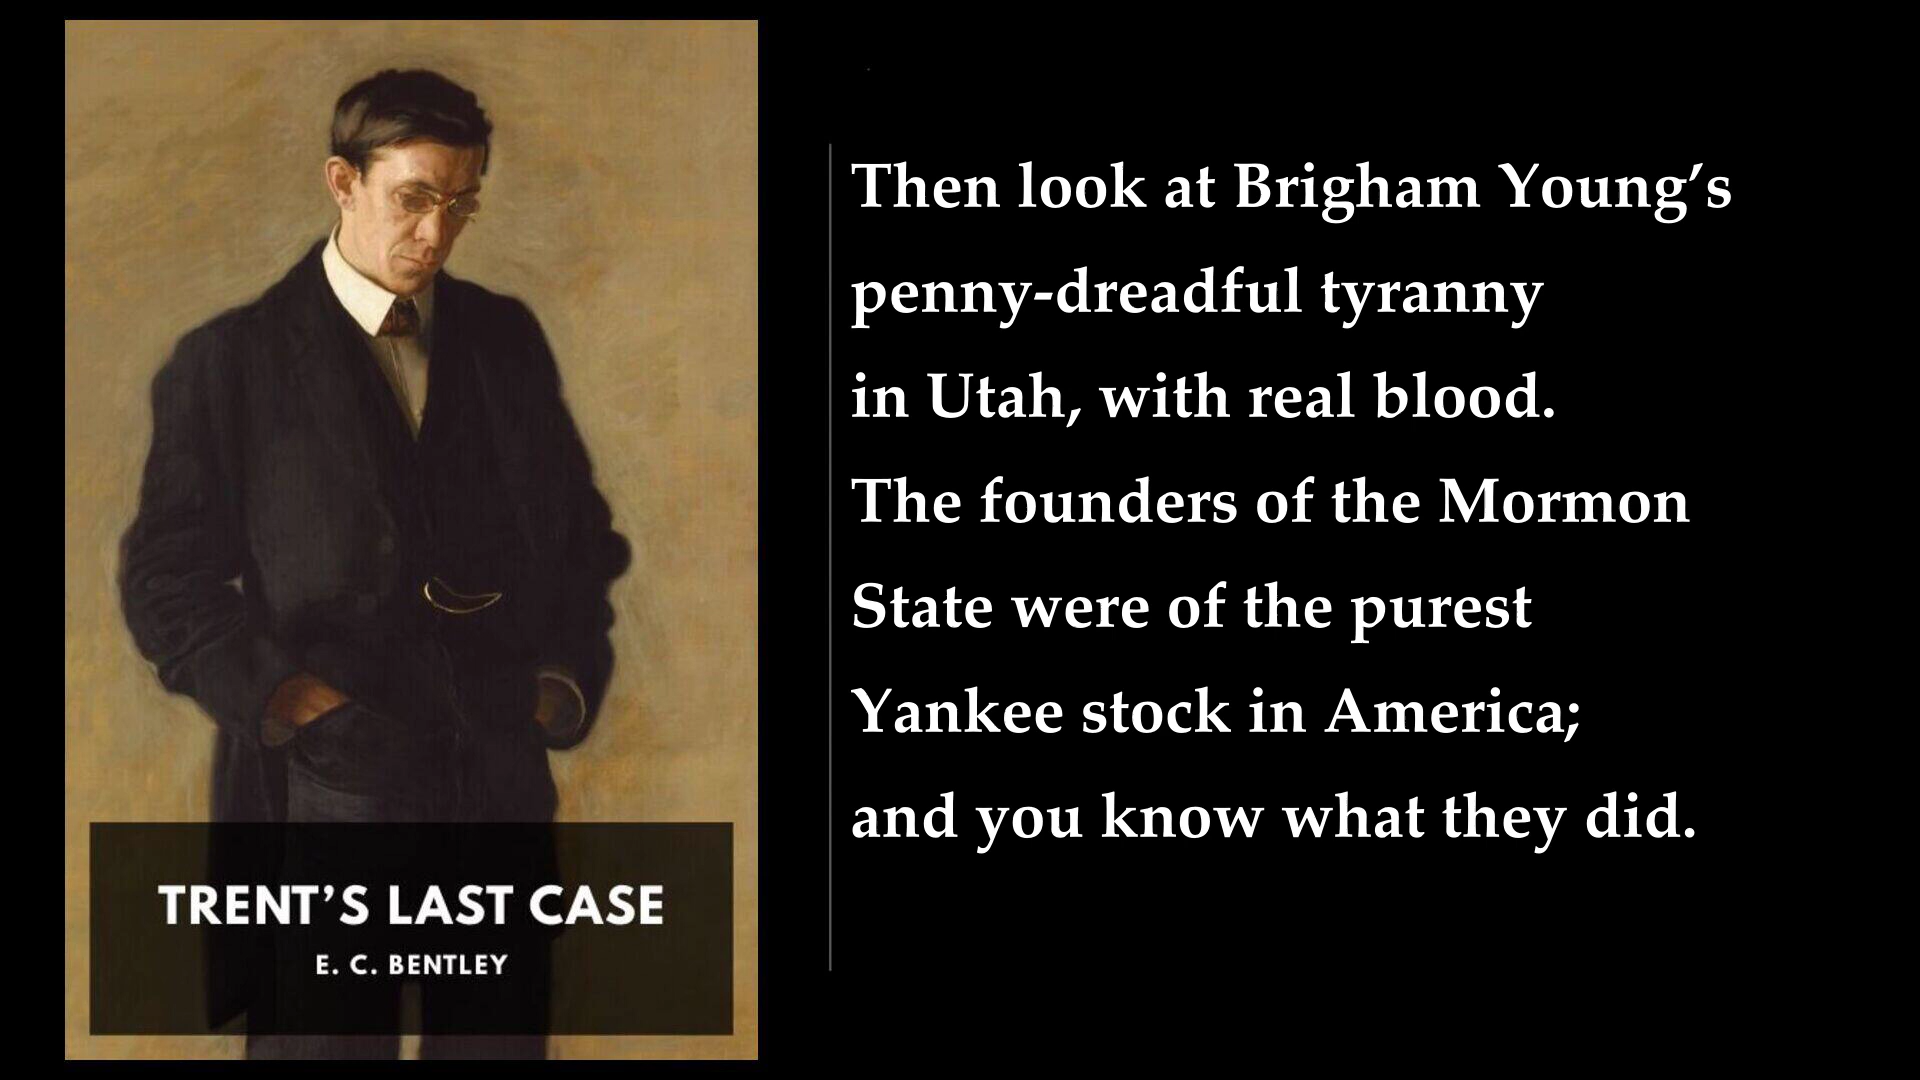 TRENT’S LAST CASE
E. C. BENTLEY
Then look at Brigham Young’s
penny-dreadful tyranny
in Utah, with real blood.
The founders of the Mormon
State were of the purest
Yankee stock in America;
and you know what they did.